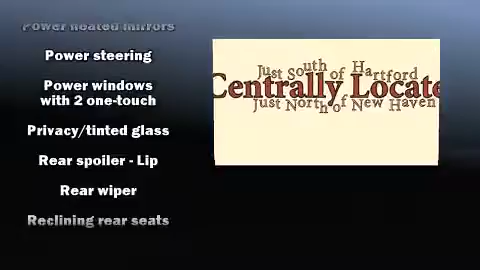 Power heated mirrors
Power steering
Power windows
with 2 one-touch
Privacy/tinted glass
Rear spoiler - Lip
Rear wiper
Reclining rear seats
Just South of Hartford
Centrally Locate
Just North of New Haven